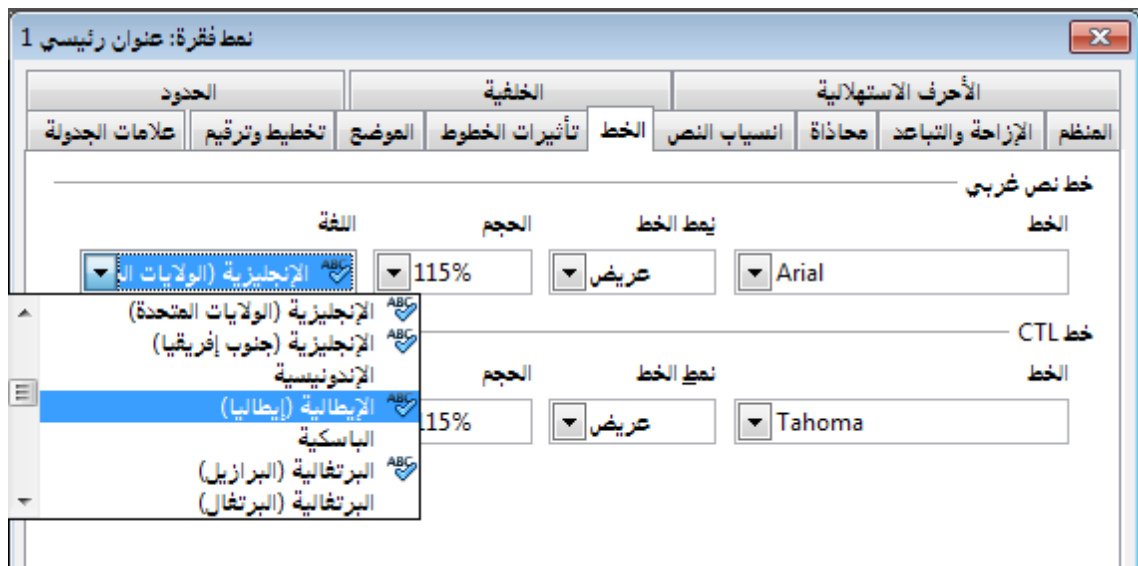 نمط فقرة: عنوان رئيسي 1
الأحرف الاستهلالية الخلفية الحدود
المنظم الإزاحة والتباعد محاذاة انسياب النص الخط تأثيرات الخطوط الموضع تخطيط وترقيم علامات الجدولة
خط نص غربي
الخط نمط الخط الحجم اللغة
Arial عريض 115% الإنجليزية (الولايات ال
الإنجليزية (الولايات المتحدة)
الإنجليزية (جنوب إفريقيا)
الإندونيسية
الإيطالية (إيطاليا)
الباسكية
البرتغالية (البرازيل)
البرتغالية (البرتغال)
خط CTL
الخط نمط الخط الحجم
Tahoma عريض 115%